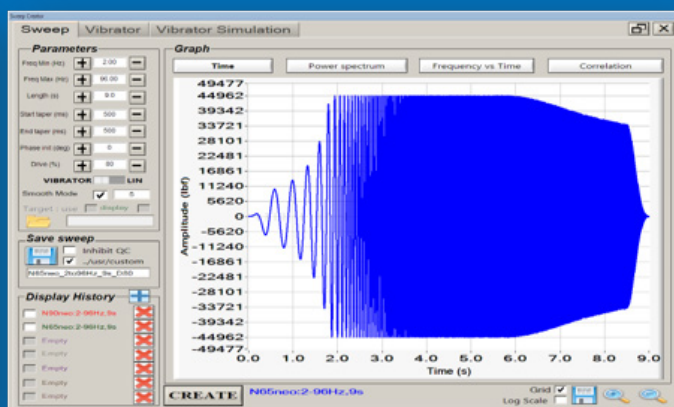 Sweep Creator
Sweep Vibrator Vibrator Simulation
Parameters
Freq Min (Hz) 2.00
Freq Max (Hz) 96.00
Length (s) 9.0
Start taper (ms) 500
End taper (ms) 500
Phase init (deg) 0
Drive (%) 80
VIBRATOR LIN
Smooth Mode 5
Target : use display
Save sweep
Inhibit QC
../usr/custom
N65neo_2to96Hz_9s_D80
Display History
N90neo:2-96Hz,9s
N65neo:2-96Hz,9s
Empty
Empty
Empty
Empty
Empty
Graph
Time Power spectrum Frequency vs Time Correlation
Amplitude (lbf)
49477
44962
39342
33721
28101
22481
16861
11240
5620
0
-5620
-11240
-16861
-22481
-28101
-33721
-39342
-44962
-49477
0.0 1.0 2.0 3.0 4.0 5.0 6.0 7.0 8.0 9.0
Time (s)
CREATE N65neo:2-96Hz,9s
Grid
Log Scale